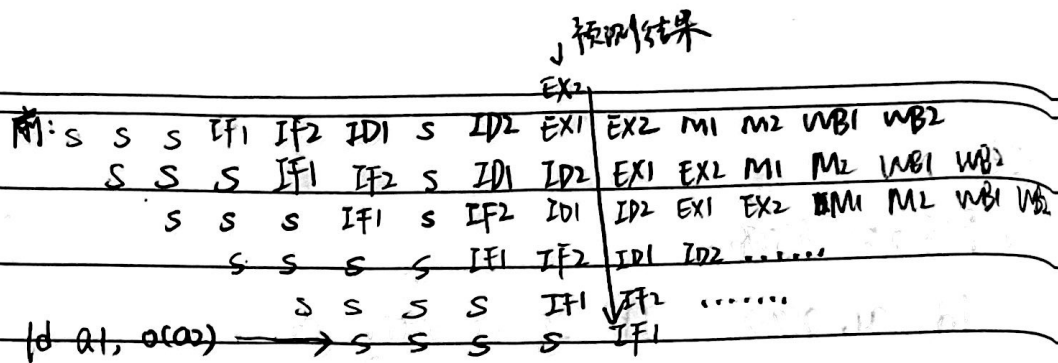 预测结果
EX2
前: S S S IF1 IF2 ID1 S ID2 EX1 EX2 M1 M2 WB1 WB2
S S S IF1 IF2 S ID1 ID2 EX1 EX2 M1 M2 WB1 WB2
S S S IF1 S IF2 ID1 ID2 EX1 EX2 M1 M2 WB1 WB2
S S S S IF1 IF2 ID1 ID2 ......
S S S S IF1 IF2 .......
ld a1, 0(a2) → S S S S IF1